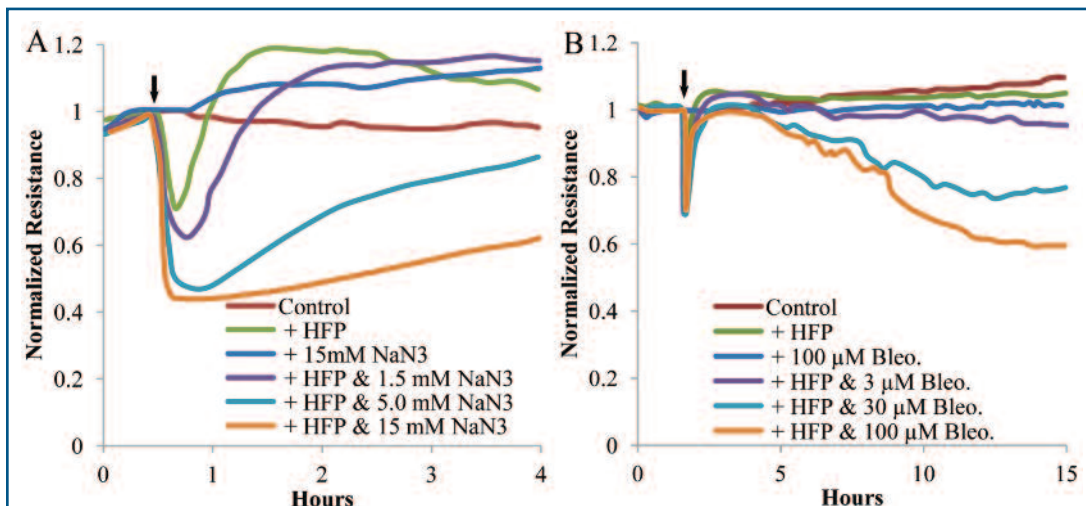 A
Normalized Resistance
1.2
1
0.8
0.6
0.4
0.2
0
0 1 2 3 4
Hours
Control
+ HFP
+ 15mM NaN3
+ HFP & 1.5 mM NaN3
+ HFP & 5.0 mM NaN3
+ HFP & 15 mM NaN3
B
Normalized Resistance
1.2
1
0.8
0.6
0.4
0.2
0
0 5 10 15
Hours
Control
+ HFP
+ 100 µM Bleo.
+ HFP & 3 µM Bleo.
+ HFP & 30 µM Bleo.
+ HFP & 100 µM Bleo.